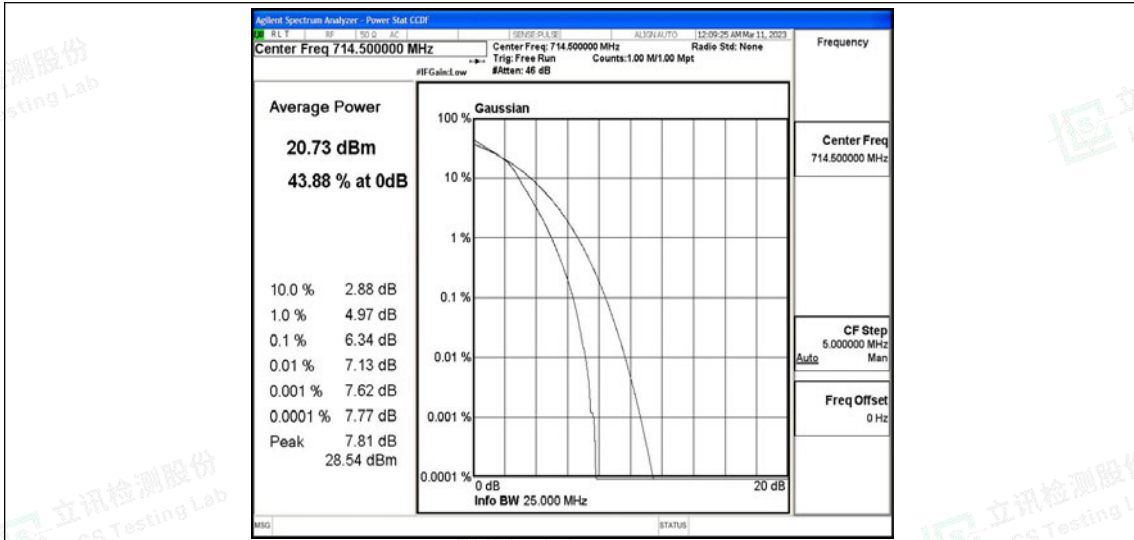 Agilent Spectrum Analyzer - Power Stat CCDF
RLT RF 50 Ω AC SENSE:PULSE ALIGNAUTO 12:09:25 AM Mar 11, 2023
Center Freq 714.500000 MHz
Center Freq: 714.500000 MHz Radio Std: None
Trig: Free Run Counts:1.00 M/1.00 Mpt
#IFGain:Low #Atten: 46 dB
Frequency
Average Power
20.73 dBm
43.88 % at 0dB
10.0 % 2.88 dB
1.0 % 4.97 dB
0.1 % 6.34 dB
0.01 % 7.13 dB
0.001 % 7.62 dB
0.0001 % 7.77 dB
Peak 7.81 dB
28.54 dBm
Gaussian
100 %
10 %
1 %
0.1 %
0.01 %
0.001 %
0.0001 %
0 dB 20 dB
Info BW 25.000 MHz
Center Freq
714.500000 MHz
CF Step
5.000000 MHz
Auto Man
Freq Offset
0 Hz
MSG STATUS
立讯检测股份
LCS Testing Lab